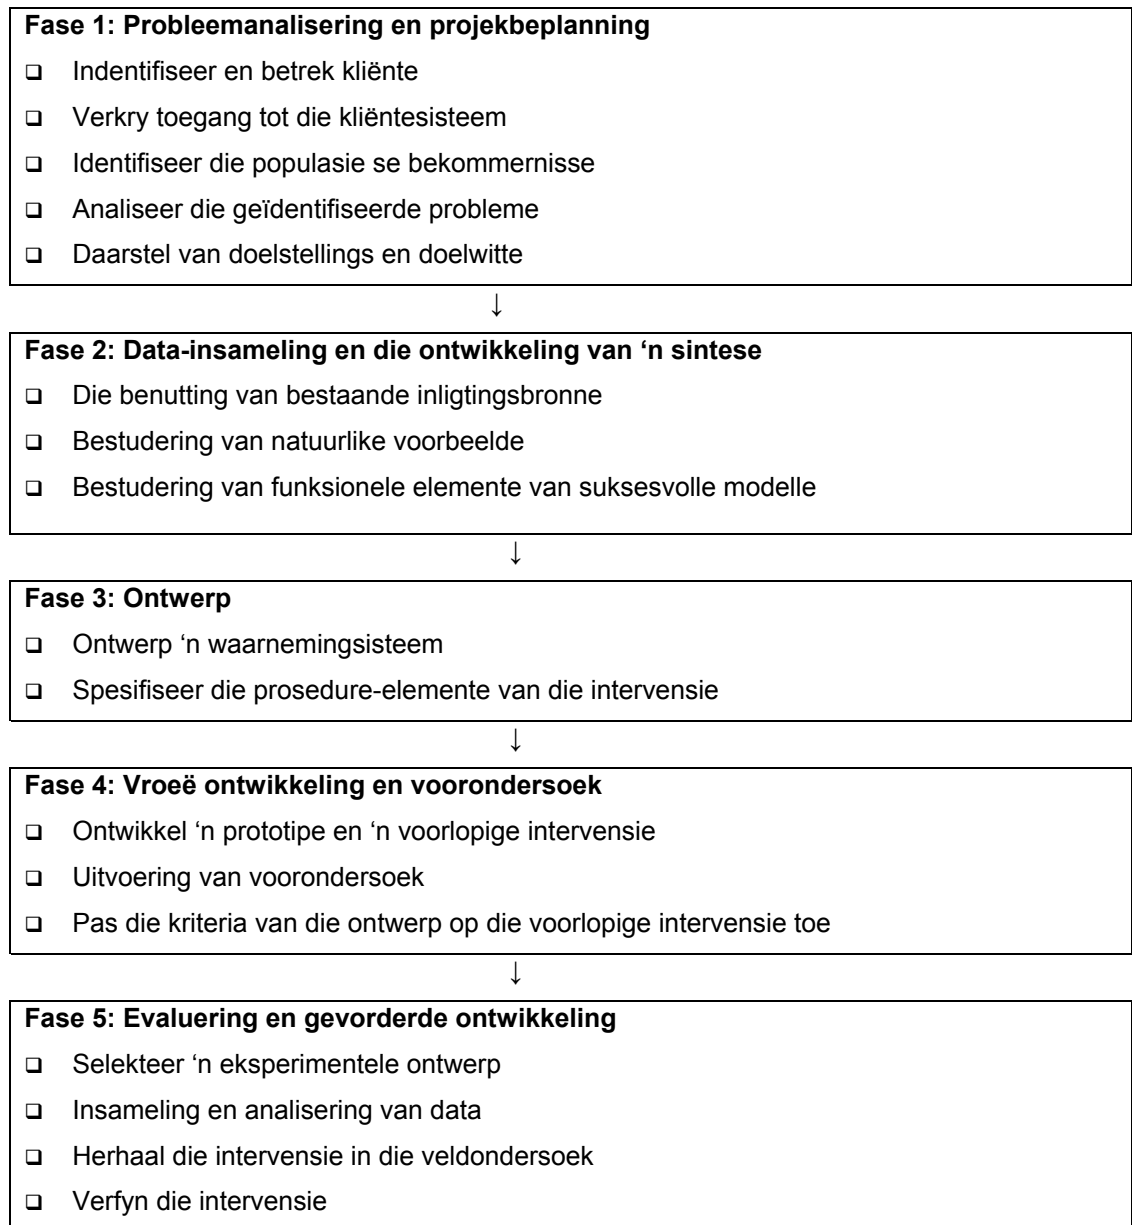 Fase 1: Probleemanalisering en projekbeplanning
❑ Indentifiseer en betrek kliënte
❑ Verkry toegang tot die kliëntesisteem
❑ Identifiseer die populasie se bekommernisse
❑ Analiseer die geïdentifiseerde probleme
❑ Daarstel van doelstellings en doelwitte
↓
Fase 2: Data-insameling en die ontwikkeling van ‘n sintese
❑ Die benutting van bestaande inligtingsbronne
❑ Bestudering van natuurlike voorbeelde
❑ Bestudering van funksionele elemente van suksesvolle modelle
↓
Fase 3: Ontwerp
❑ Ontwerp ‘n waarnemingsisteem
❑ Spesifiseer die prosedure-elemente van die intervensie
↓
Fase 4: Vroeë ontwikkeling en voorondersoek
❑ Ontwikkel ‘n prototipe en ‘n voorlopige intervensie
❑ Uitvoering van voorondersoek
❑ Pas die kriteria van die ontwerp op die voorlopige intervensie toe
↓
Fase 5: Evaluering en gevorderde ontwikkeling
❑ Selekteer ‘n eksperimentele ontwerp
❑ Insameling en analisering van data
❑ Herhaal die intervensie in die veldondersoek
❑ Verfyn die intervensie